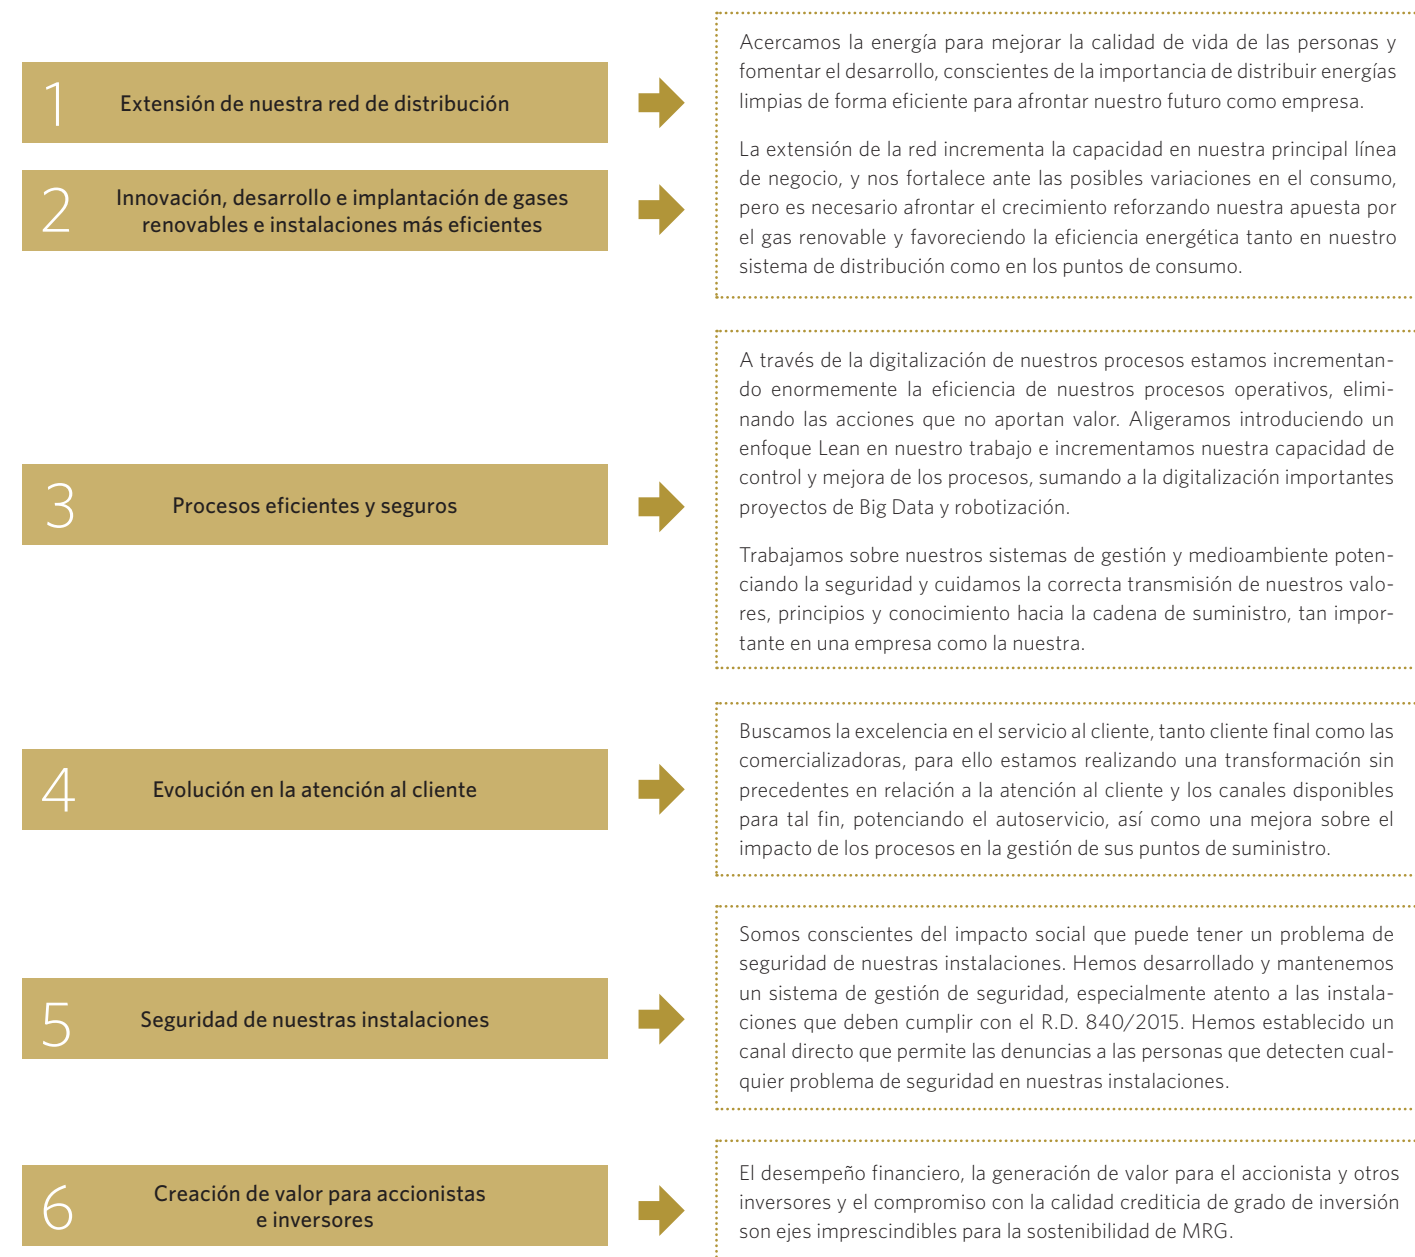 1
Extensión de nuestra red de distribución
2
Innovación, desarrollo e implantación de gases
renovables e instalaciones más eficientes
Acercamos la energía para mejorar la calidad de vida de las personas y
fomentar el desarrollo, conscientes de la importancia de distribuir energías
limpias de forma eficiente para afrontar nuestro futuro como empresa.
La extensión de la red incrementa la capacidad en nuestra principal línea
de negocio, y nos fortalece ante las posibles variaciones en el consumo,
pero es necesario afrontar el crecimiento reforzando nuestra apuesta por
el gas renovable y favoreciendo la eficiencia energética tanto en nuestro
sistema de distribución como en los puntos de consumo.
3
Procesos eficientes y seguros
A través de la digitalización de nuestros procesos estamos incrementan-
do enormemente la eficiencia de nuestros procesos operativos, elimi-
nando las acciones que no aportan valor. Aligeramos introduciendo un
enfoque Lean en nuestro trabajo e incrementamos nuestra capacidad de
control y mejora de los procesos, sumando a la digitalización importantes
proyectos de Big Data y robotización.
Trabajamos sobre nuestros sistemas de gestión y medioambiente poten-
ciando la seguridad y cuidamos la correcta transmisión de nuestros valo-
res, principios y conocimiento hacia la cadena de suministro, tan impor-
tante en una empresa como la nuestra.
4
Evolución en la atención al cliente
Buscamos la excelencia en el servicio al cliente, tanto cliente final como las
comercializadoras, para ello estamos realizando una transformación sin
precedentes en relación a la atención al cliente y los canales disponibles
para tal fin, potenciando el autoservicio, así como una mejora sobre el
impacto de los procesos en la gestión de sus puntos de suministro.
5
Seguridad de nuestras instalaciones
Somos conscientes del impacto social que puede tener un problema de
seguridad de nuestras instalaciones. Hemos desarrollado y mantenemos
un sistema de gestión de seguridad, especialmente atento a las instala-
ciones que deben cumplir con el R.D. 840/2015. Hemos establecido un
canal directo que permite las denuncias a las personas que detecten cual-
quier problema de seguridad en nuestras instalaciones.
6
Creación de valor para accionistas
e inversores
El desempeño financiero, la generación de valor para el accionista y otros
inversores y el compromiso con la calidad crediticia de grado de inversión
son ejes imprescindibles para la sostenibilidad de MRG.